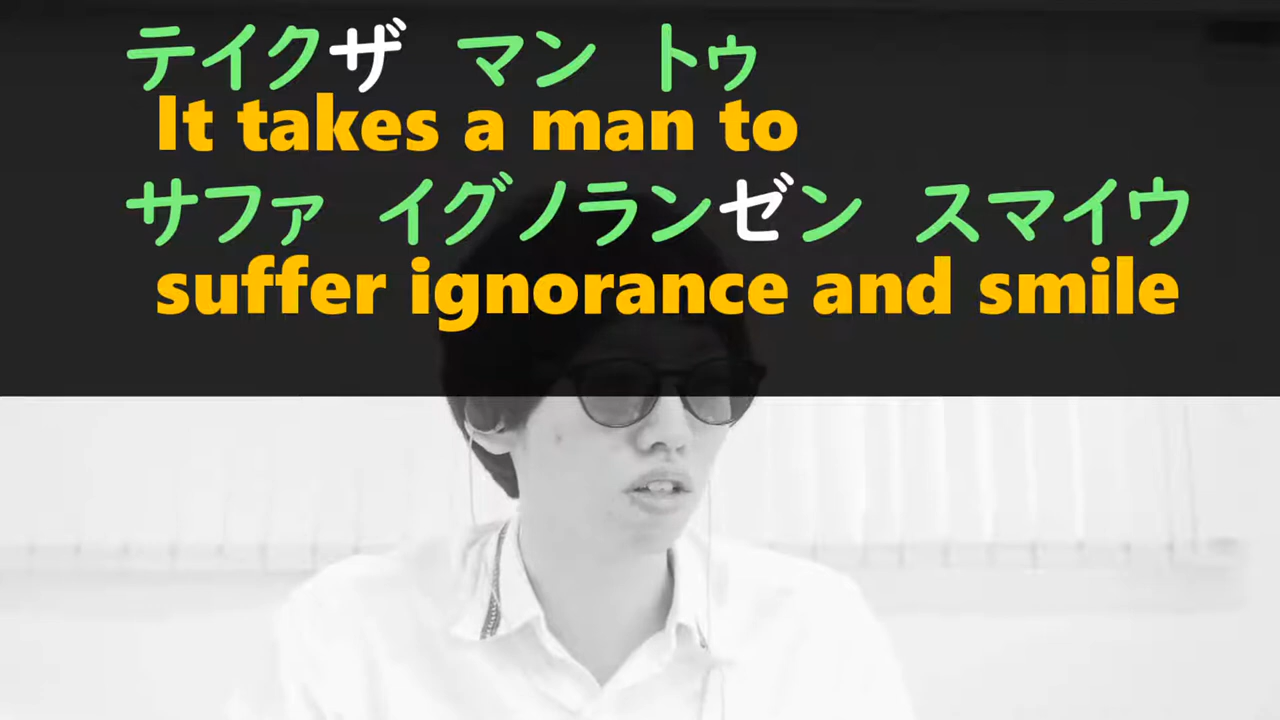 テイクザ マン トゥ
It takes a man to
サファ イグノランゼン スマイウ
suffer ignorance and smile